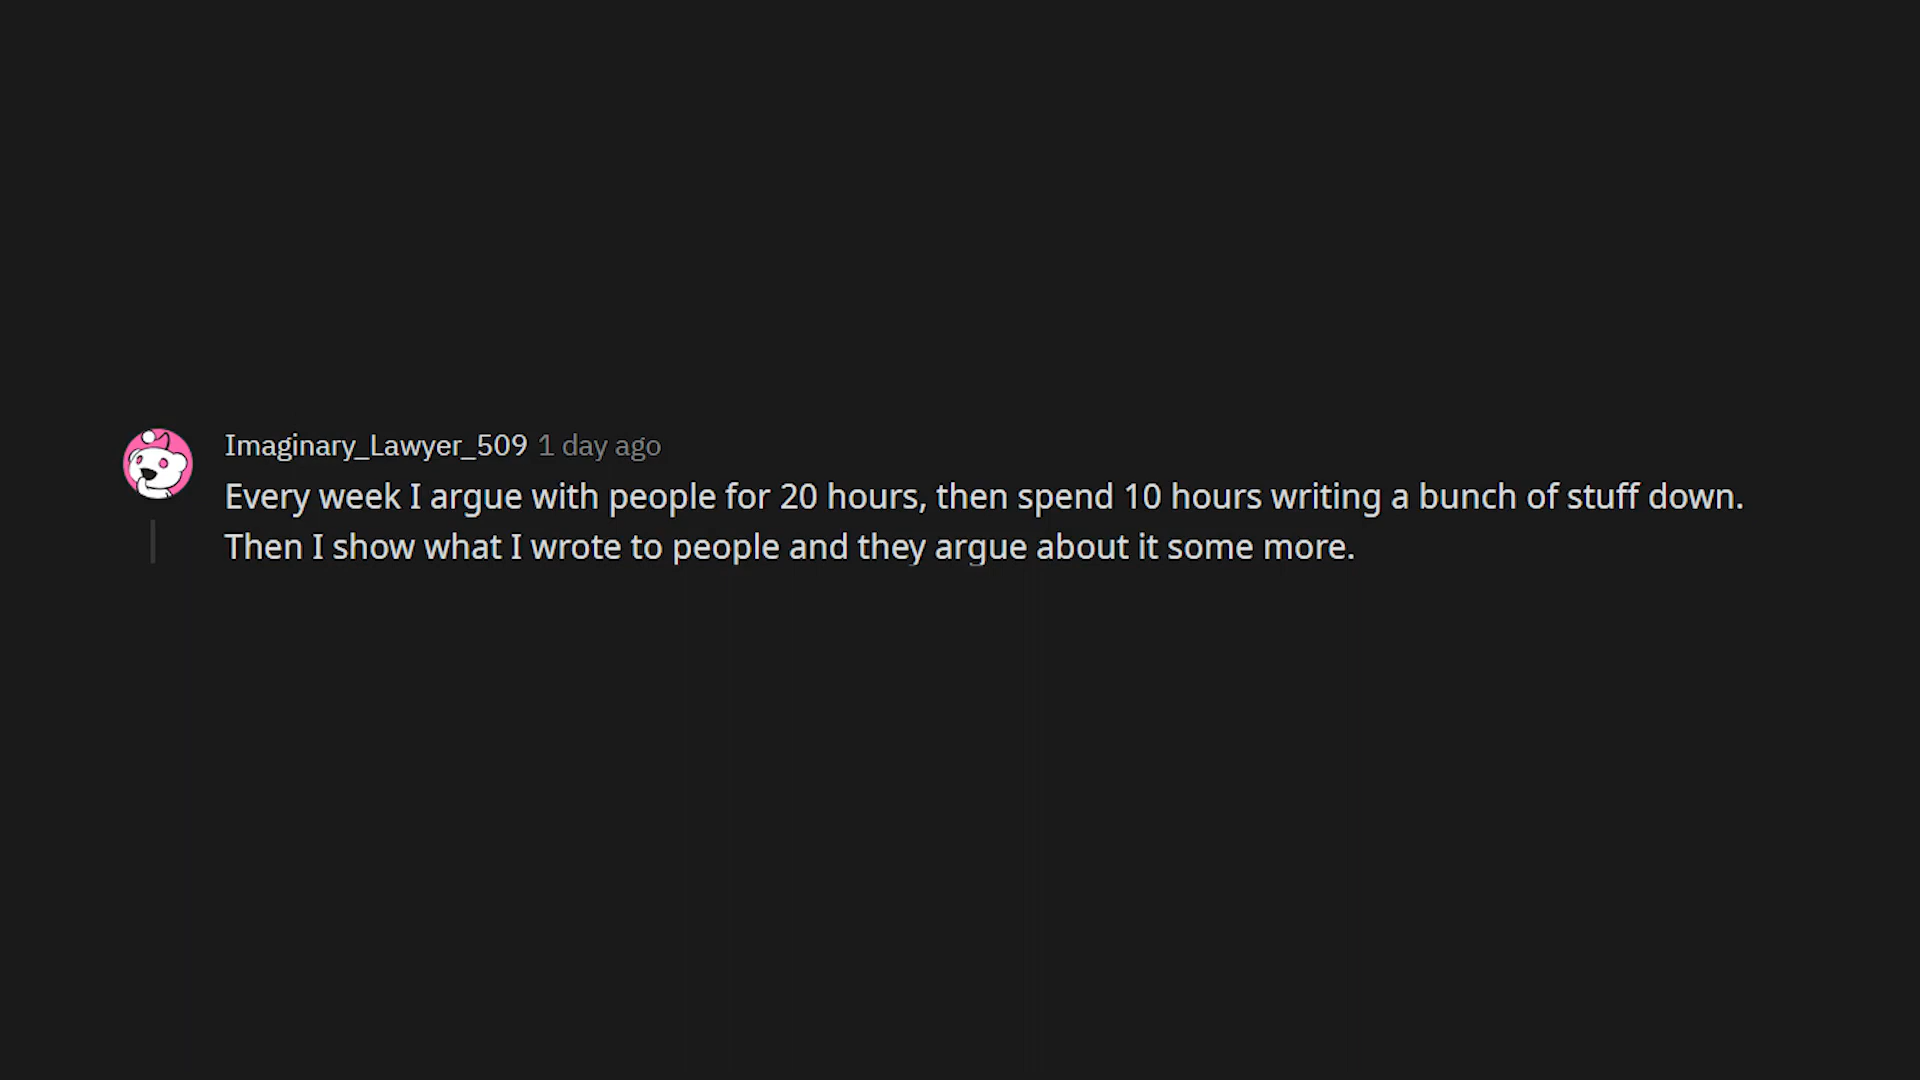 Imaginary_Lawyer_509 1 day ago
Every week I argue with people for 20 hours, then spend 10 hours writing a bunch of stuff down.
Then I show what I wrote to people and they argue about it some more.